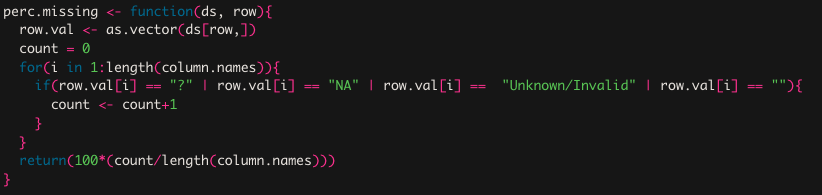 perc.missing <- function(ds, row){
  row.val <- as.vector(ds[row,])
  count = 0
  for(i in 1:length(column.names)){
    if(row.val[i] == "?" | row.val[i] == "NA" | row.val[i] ==  "Unknown/Invalid" | row.val[i] == ""){
      count <- count+1
    }
  }
  return(100*(count/length(column.names)))
}